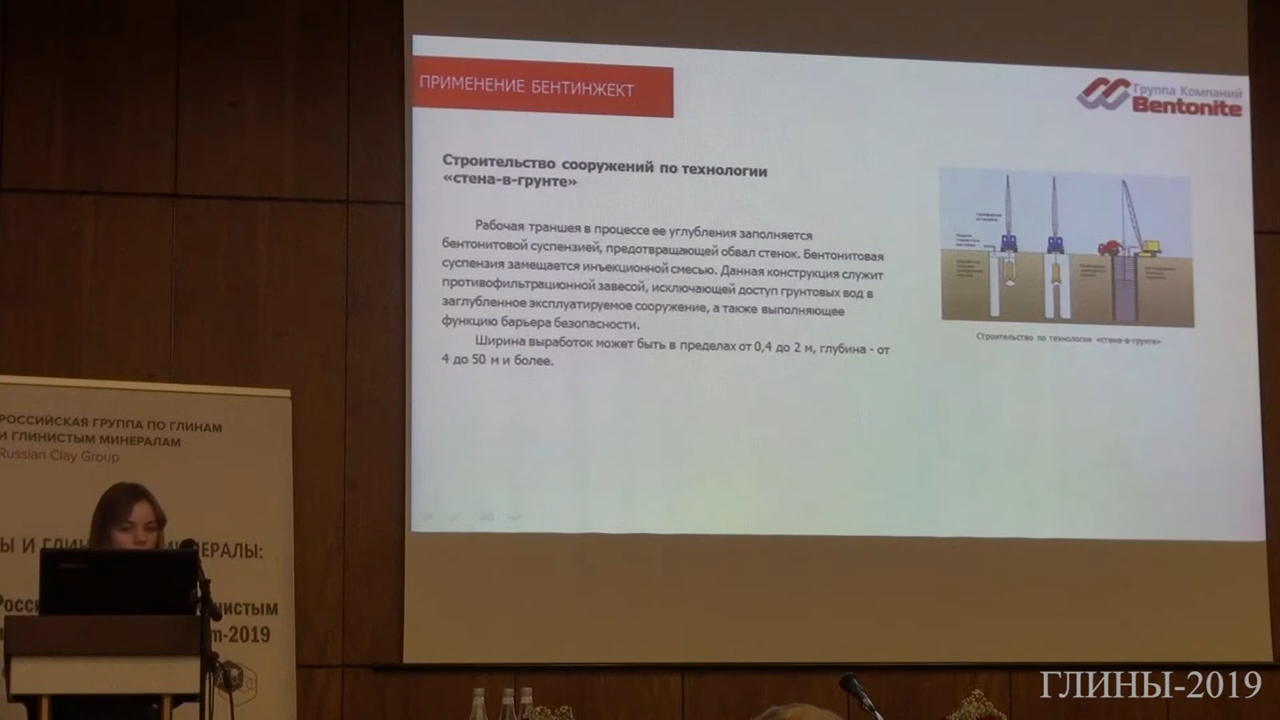 ПРИМЕНЕНИЕ БЕНТИНЖЕКТ
Группа Компаний
Bentonite
Строительство сооружений по технологии
«стена-в-грунте»
Рабочая траншея в процессе ее углубления заполняется
бентонитовой суспензией, предотвращающей обвал стенок. Бентонитовая
суспензия замещается инъекционной смесью. Данная конструкция служит
противофильтрационной завесой, исключающей доступ грунтовых вод в
заглубленное эксплуатируемое сооружение, а также выполняющее
функцию барьера безопасности.
Ширина выработок может быть в пределах от 0,4 до 2 м, глубина - от
4 до 50 м и более.
Строительство по технологии «стена-в-грунте»
РОССИЙСКАЯ ГРУППА ПО ГЛИНАМ
И ГЛИНИСТЫМ МИНЕРАЛАМ
Russian Clay Group
Ы И ГЛИ ЕРАЛЫ:
-2019
ГЛИНЫ-2019